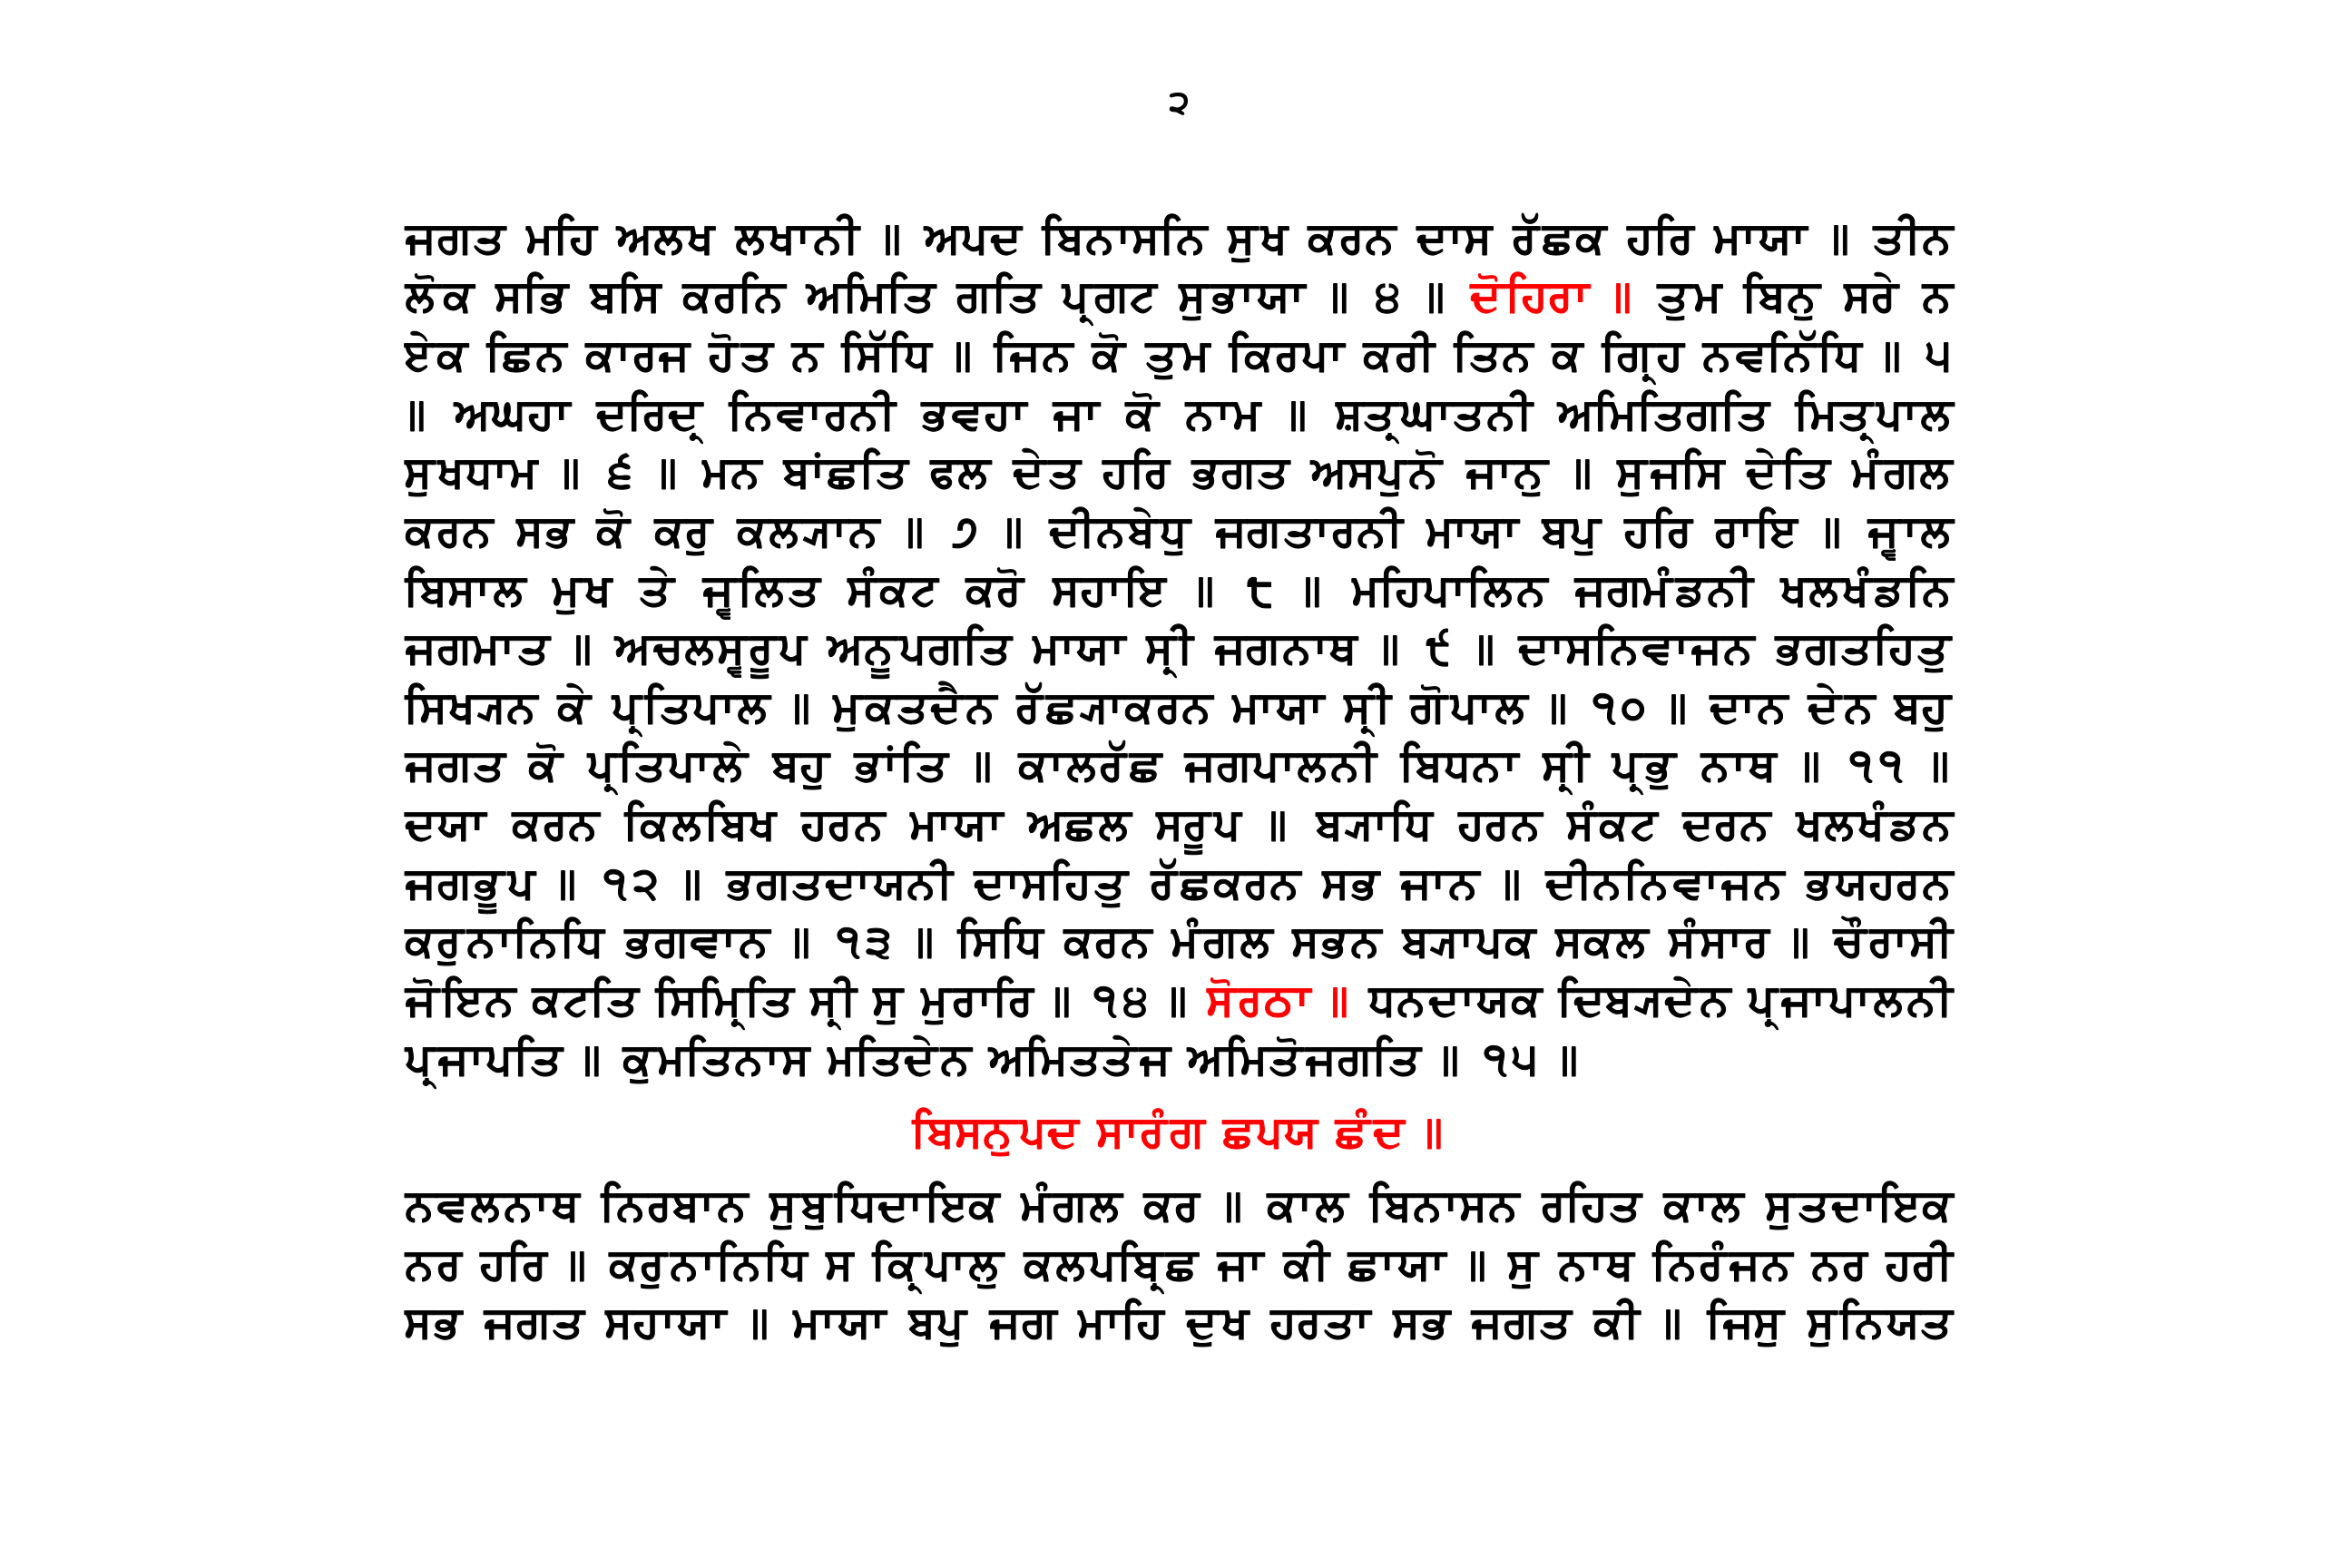 ੨
ਜਗਤ ਮਹਿ ਅਲਖ ਲਖਾਨੀ ॥ ਅਪਦ ਬਿਨਾਸਨਿ ਸੁਖ ਕਰਨ ਦਾਸ ਰੱਛਕ ਹਰਿ ਮਾਯਾ ॥ ਤੀਨ
ਲੋਕ ਸਭਿ ਬਸਿ ਕਰਨਿ ਅਮਿਤਿ ਗਤਿ ਪ੍ਰਗਟ ਸੁਭਾਯਾ ॥ ੪ ॥ ਦੋਹਿਰਾ ॥ ਤੁਮ ਬਿਨੁ ਸਰੇ ਨ
ਏਕ ਛਿਨ ਕਾਰਜ ਹੋਤ ਨ ਸਿੱਧਿ ॥ ਜਿਨ ਕੋ ਤੁਮ ਕਿਰਪਾ ਕਰੀ ਤਿਨ ਕ ਗ੍ਰਿਹ ਨਵਨਿੱਧਿ ॥ ੫
॥ ਅਘਹਾ ਦਰਿਦ੍ਰ ਨਿਵਾਰਨੀ ਭਵਹਾ ਜਾ ਕੋ ਨਾਮ ॥ ਸ਼ਤ੍ਰਘਾਤਨੀ ਅਮਿਤਿਗਤਿ ਮਿਤ੍ਰਪਾਲ
ਸੁਖਧਾਮ ॥ ੬ ॥ ਮਨ ਬਾਂਛਤਿ ਫਲ ਦੇਤ ਹਰਿ ਭਗਤ ਅਸਪੁਨੋ ਜਾਨੁ ॥ ਸੁਜਸਿ ਦੇਤਿ ਮੰਗਲ
ਕਰਨ ਸਭ ਕੋ ਕਰੁ ਕਲਯਾਨ ॥ ੭ ॥ ਦੀਨਬੇਧੁ ਜਗਤਾਰਨੀ ਮਾਯਾ ਬਪੁ ਹਰਿ ਰਾਇ ॥ ਜ੍ਵਾਲ
ਬਿਸਾਲ ਮੁਖ ਤੇ ਜ੍ਵਲਿਤ ਸੰਕਟ ਕਰੋ ਸਹਾਇ ॥ ੮ ॥ ਮਹਿਪਾਲਿਨ ਜਗਮੰਡਨੀ ਖਲਖੰਡਨਿ
ਜਗਮਾਤ ॥ ਅਚਲਸ੍ਵਰੂਪ ਅਨੂਪਗਤਿ ਮਾਯਾ ਸ੍ਰੀ ਜਗਨਾਥ ॥ ੯ ॥ ਦਾਸਨਿਵਾਜਨ ਭਗਤਹਿਤੁ
ਸਿਖ੍ਯਨ ਕੇ ਪ੍ਰਤਿਪਾਲ ॥ ਮੁਕਤਦੈਨ ਰੱਛ੍ਯਾਕਰਨ ਮਾਯਾ ਸ੍ਰੀ ਗੋਪਾਲ ॥ ੧੦ ॥ ਦਾਨ ਦੇਨ ਬਹੁ
ਜਗਤ ਕੋ ਪ੍ਰਤਿਪਾਲੇ ਬਹੁ ਭਾਂਤਿ ॥ ਕਾਲਰੱਛ ਜਗਪਾਲਨੀ ਬਿਧਨਾ ਸ੍ਰੀ ਪ੍ਰਭੁ ਨਾਥ ॥ ੧੧ ॥
ਦਯਾ ਕਰਨ ਕਿਲਬਿਖ ਹਰਨ ਮਾਯਾ ਅਛਲ ਸਰੂਪ ॥ ਬ੍ਯਾਧਿ ਹਰਨ ਸੰਕਟ ਦਰਨ ਖਲਖੰਡਨ
ਜਗਭੂਪ ॥ ੧੨ ॥ ਭਗਤਦਾਯਨੀ ਦਾਸਹਿਤੁ ਰੱਛਕਰਨ ਸਭ ਜਾਨ ॥ ਦੀਨਨਿਵਾਜਨ ਭਯਹਰਨ
ਕਰੁਨਾਨਿਧਿ ਭਗਵਾਨ ॥ ੧੩ ॥ ਸਿਧਿ ਕਰਨ ਮੰਗਲ ਸਭਨ ਬ੍ਯਾਪਕ ਸਕਲ ਸੰਸਾਰ ॥ ਚੌਰਾਸੀ
ਜੋਇਨ ਕਟਤਿ ਸਿਮ੍ਰਿਤਿ ਸ੍ਰੀ ਸੁ ਮੁਰਾਰਿ ॥ ੧੪ ॥ ਸੋਰਠਾ ॥ ਧਨਦਾਯਕ ਦਿਬ੍ਯਦੇਨ ਪ੍ਰਜਾਪਾਲਨੀ
ਪ੍ਰਜਾਪਤਿ ॥ ਕੁਮਤਿਨਾਸ ਮਤਿਦੇਨ ਅਮਿਤਤੇਜ ਅਮਿਤੋਜਗਤਿ ॥ ੧੫ ॥
ਬਿਸਨੁਪਦ ਸਾਰੰਗ ਛਪਯ ਛੰਦ ॥
ਨਵਲਨਾਥ ਨਿਰਬਾਨ ਸੁਬੁਧਿਦਾਇਕ ਮੰਗਲ ਕਰ ॥ ਕਾਲ ਬਿਨਾਸਨ ਰਹਿਤ ਕਾਲ ਸੁਤਦਾਇਕ
ਨਰ ਹਰਿ ॥ ਕਰੁਨਾਨਿਧਿ ਸ ਕ੍ਰਿਪਾਲੁ ਕਲਪਬ੍ਰਿਛ ਜਾ ਕੀ ਛਾਯਾ ॥ ਸੁ ਨਾਥ ਨਿਰੰਜਨ ਨਰ ਹਰੀ
ਸਭ ਜਗਤ ਸਹਾਯਾ ॥ ਮਾਯਾ ਬਪੁ ਜਗ ਮਾਹਿ ਦੁਖ ਹਰਤਾ ਸਭ ਜਗਤ ਕੀ ॥ ਜਿਸੁ ਸੁਨਿਯਤ